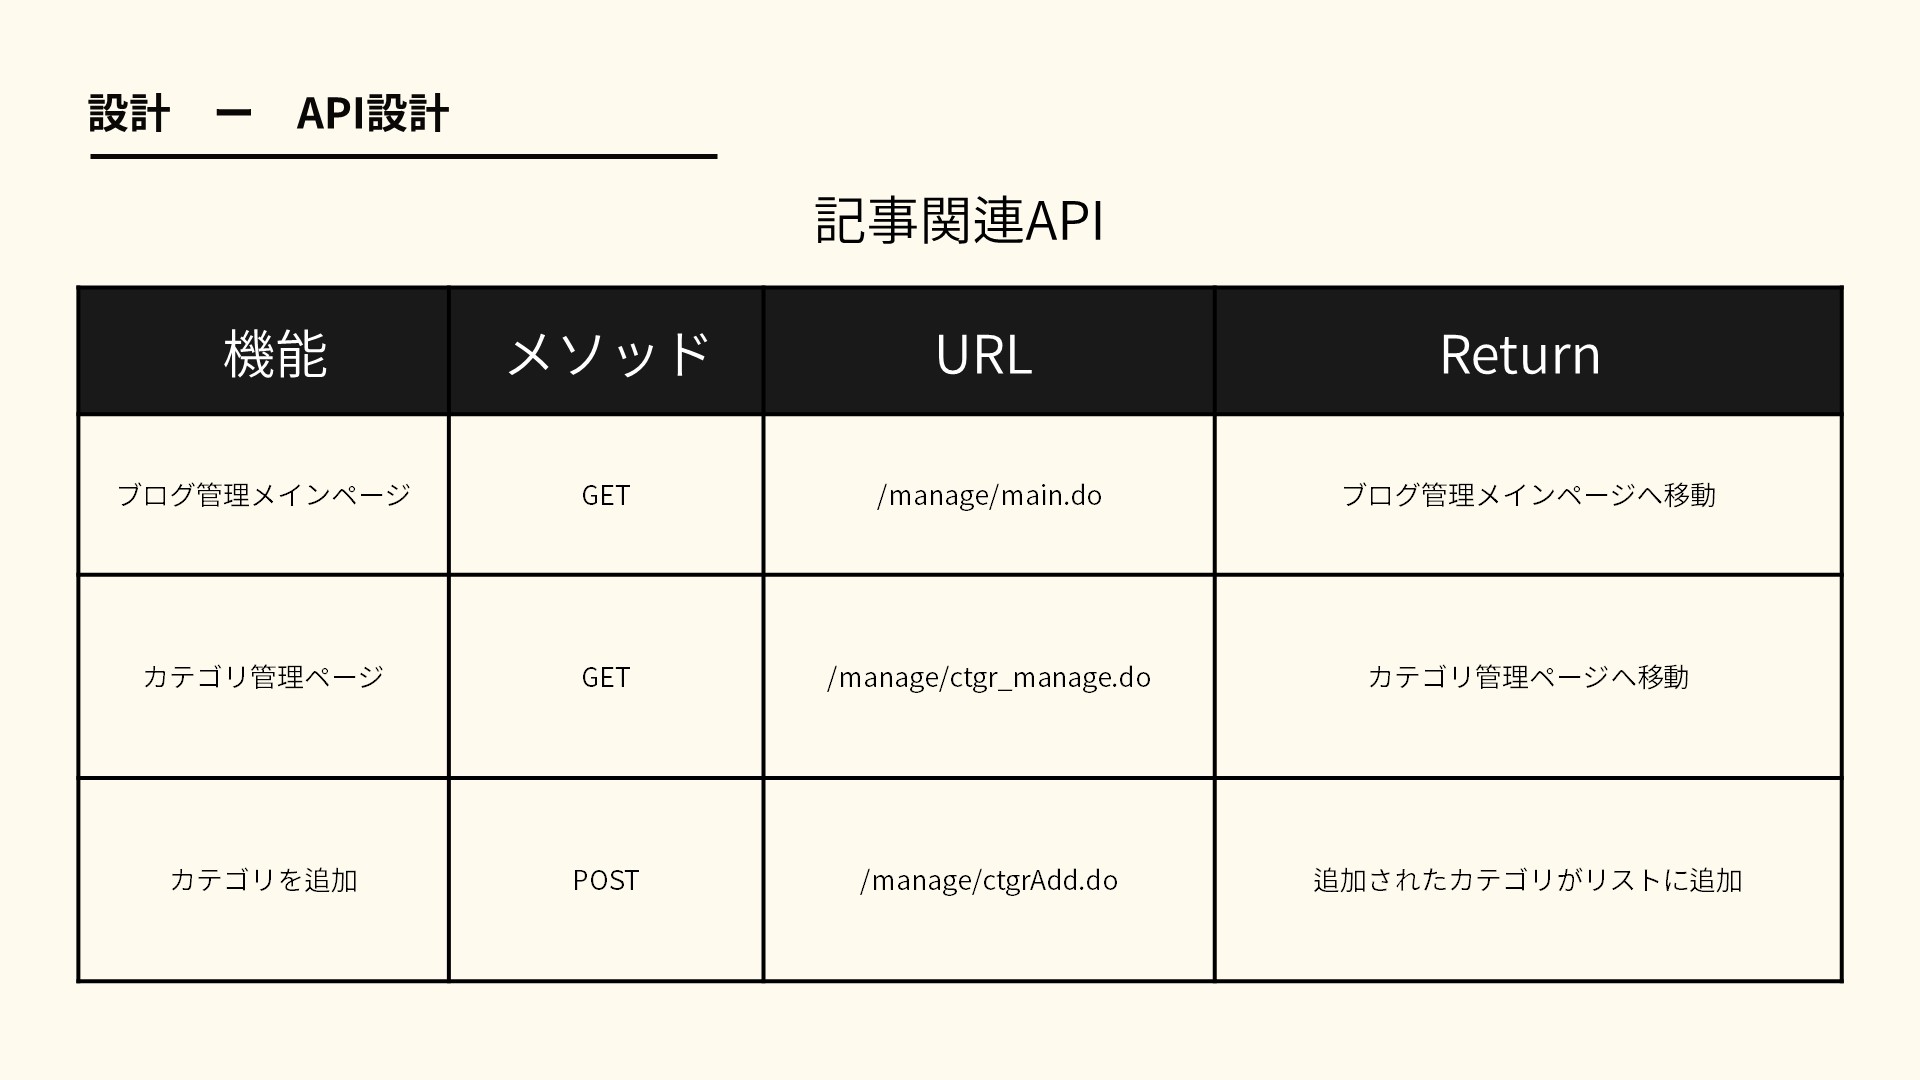 設計　ー　API設計
記事関連API
機能 メソッド URL Return
ブログ管理メインページ GET /manage/main.do ブログ管理メインページへ移動
カテゴリ管理ページ GET /manage/ctgr_manage.do カテゴリ管理ページへ移動
カテゴリを追加 POST /manage/ctgrAdd.do 追加されたカテゴリがリストに追加